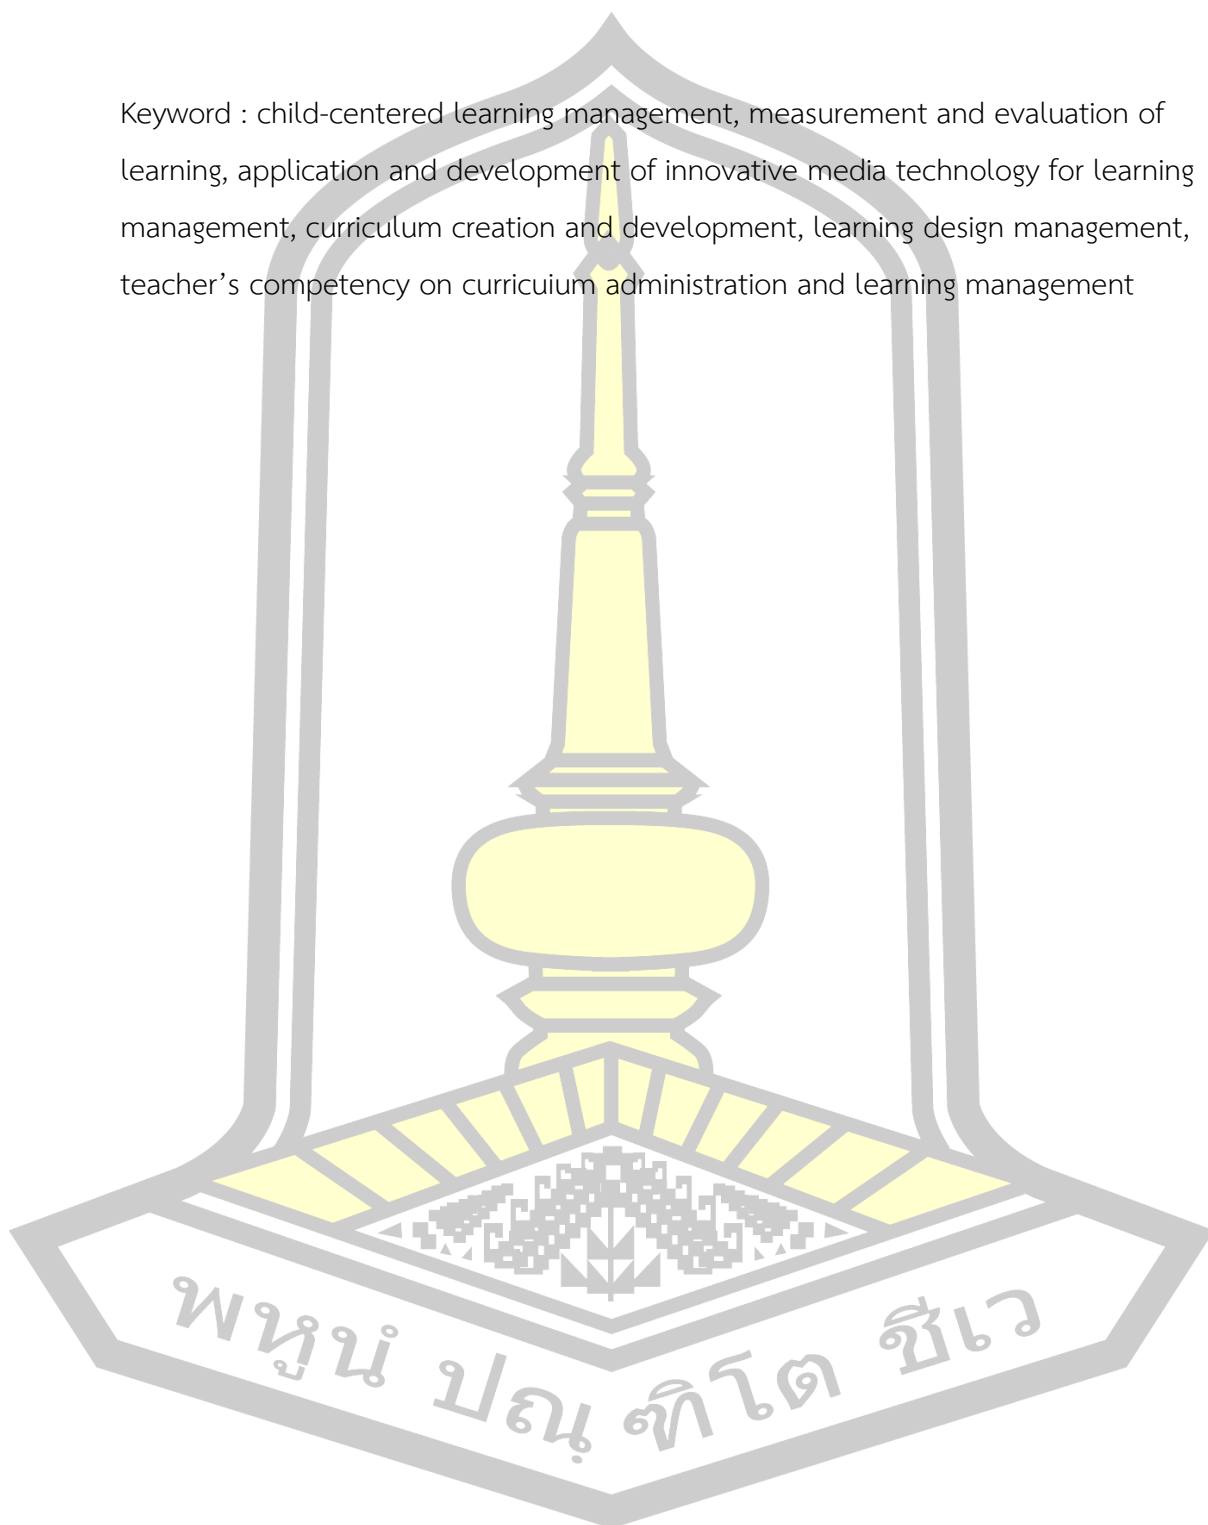 Keyword : child-centered learning management, measurement and evaluation of
learning, application and development of innovative media technology for learning
management, curriculum creation and development, learning design management,
teacher’s competency on curricuium administration and learning management
พหูนํ ปณฺฑิโต ชีเว